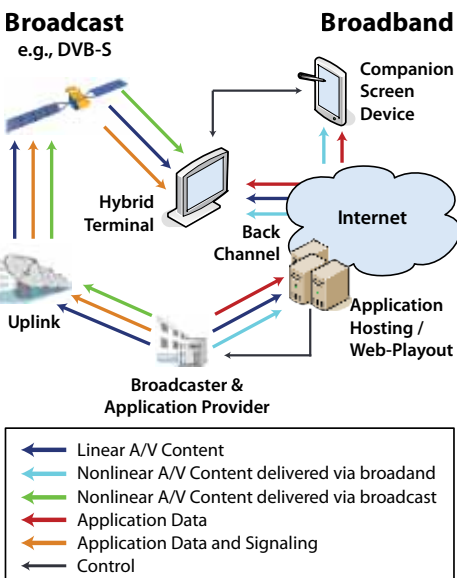 Broadcast
e.g., DVB-S
Broadband
Companion
Screen
Device
Hybrid
Terminal
Internet
Back
Channel
Uplink
Application
Hosting /
Web-Playout
Broadcaster &
Application Provider
Linear A/V Content
Nonlinear A/V Content delivered via broadand
Nonlinear A/V Content delivered via broadcast
Application Data
Application Data and Signaling
Control